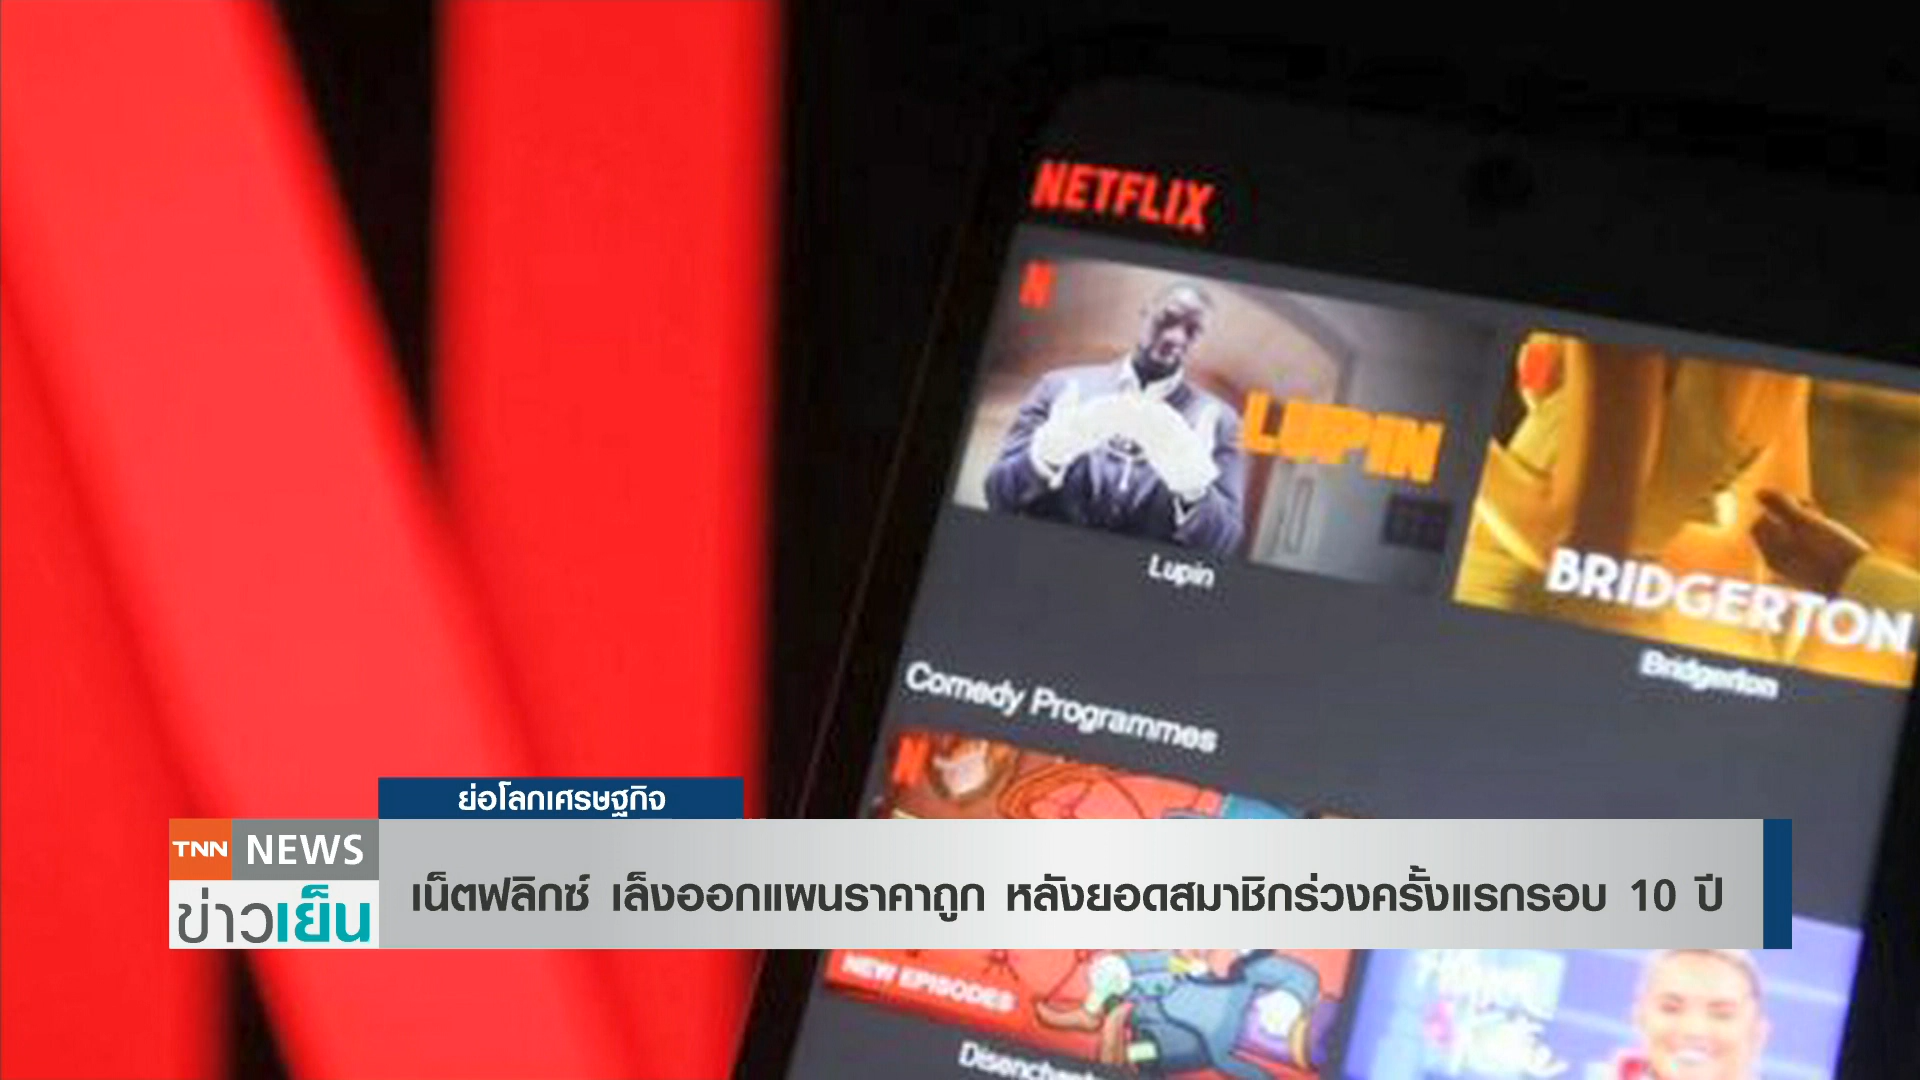 NETFLIX
N
LUPIN
Lupin
BRIDGERTON
Bridgerton
Comedy Programmes
N
ย่อโลกเศรษฐกิจ
TNN NEWS
ข่าวเย็น
เน็ตฟลิกซ์ เล็งออกแผนราคาถูก หลังยอดสมาชิกร่วงครั้งแรกรอบ 10 ปี
NEW EPISODES